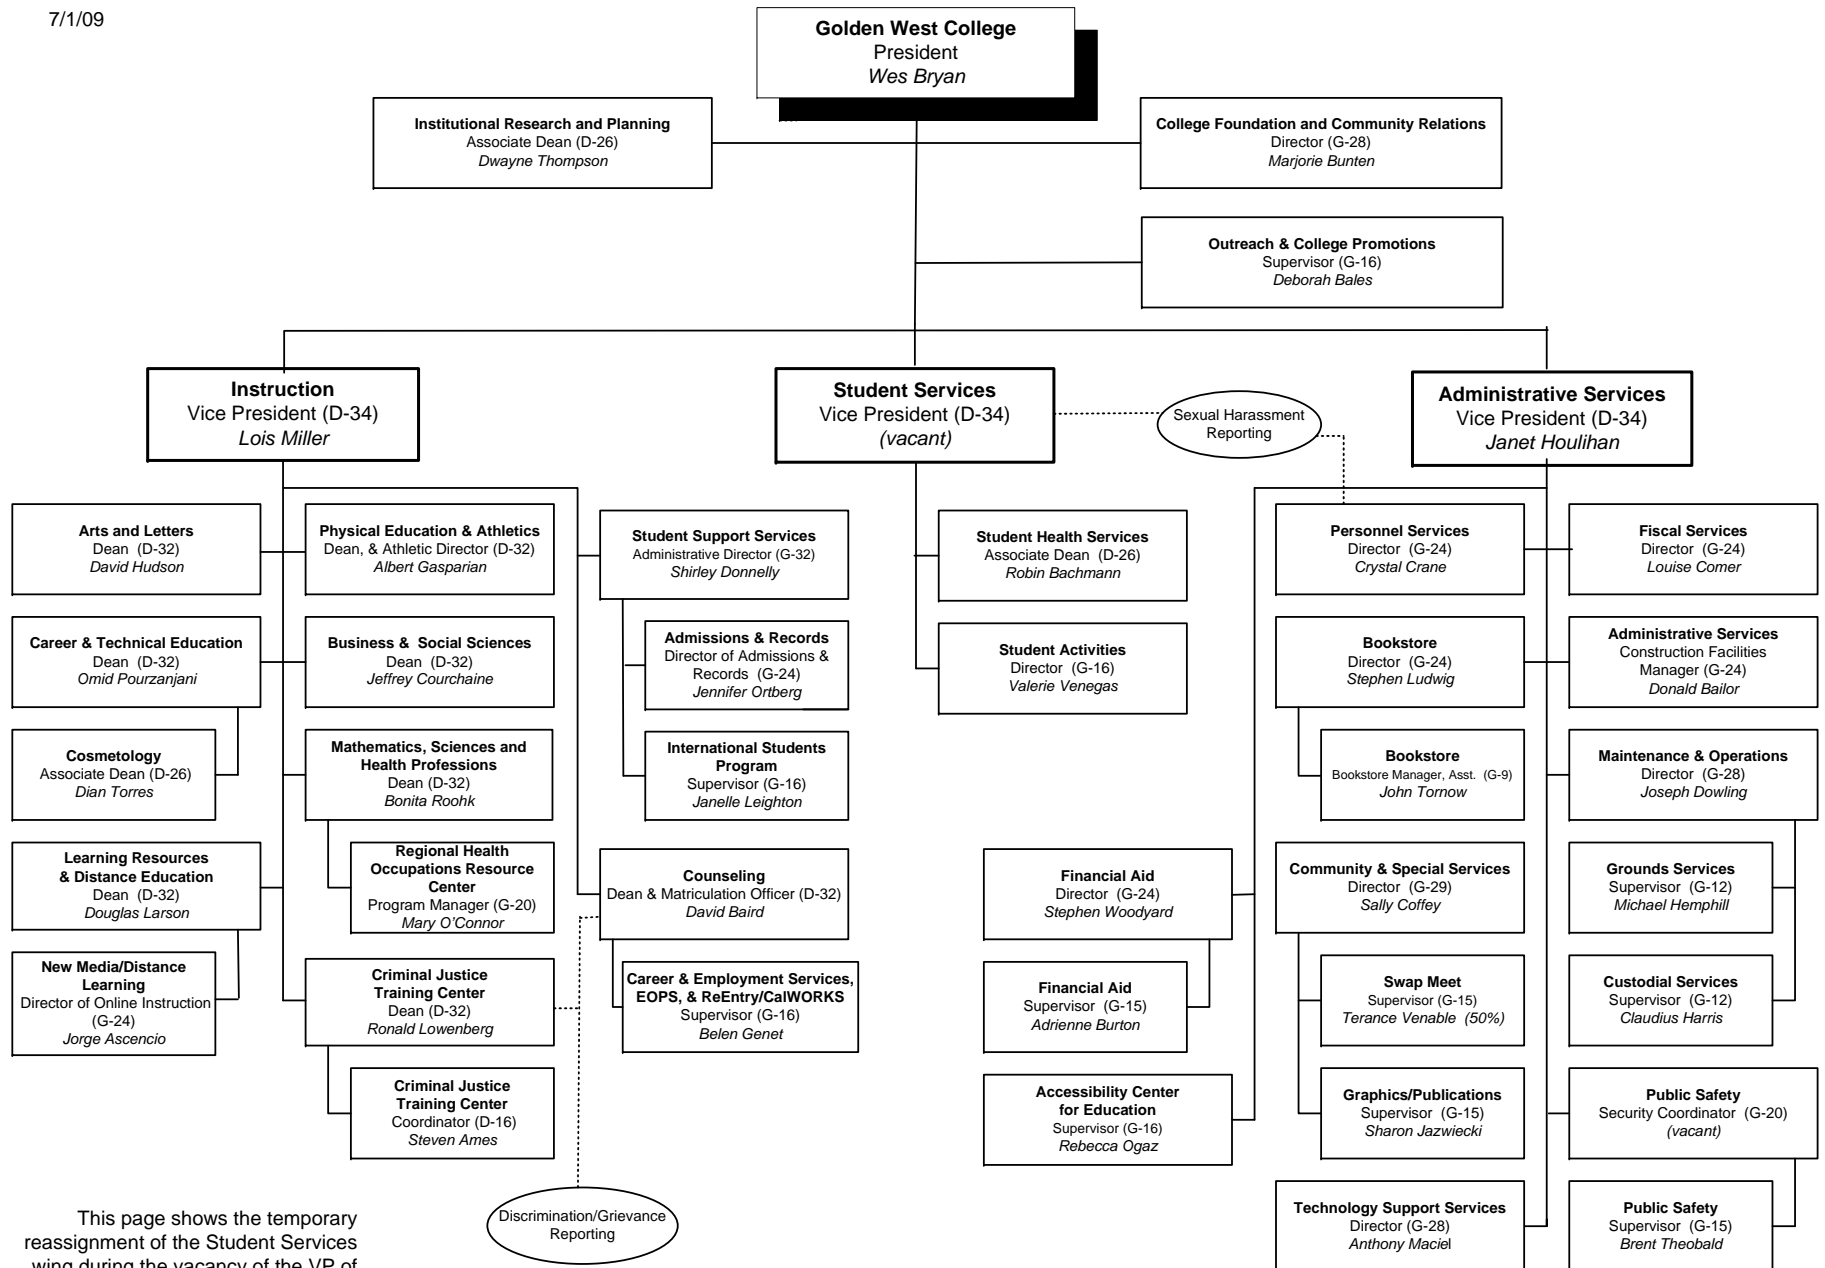 7/1/09
Golden West College
President
Wes Bryan
Institutional Research and Planning
Associate Dean (D-26)
Dwayne Thompson
College Foundation and Community Relations
Director (G-28)
Marjorie Bunten
Outreach & College Promotions
Supervisor (G-16)
Deborah Bales
Instruction
Vice President (D-34)
Lois Miller
Student Services
Vice President (D-34)
(vacant)
Sexual Harassment
Reporting
Administrative Services
Vice President (D-34)
Janet Houlihan
Arts and Letters
Dean (D-32)
David Hudson
Physical Education & Athletics
Dean, & Athletic Director (D-32)
Albert Gasparian
Student Support Services
Administrative Director (G-32)
Shirley Donnelly
Student Health Services
Associate Dean (D-26)
Robin Bachmann
Personnel Services
Director (G-24)
Crystal Crane
Fiscal Services
Director (G-24)
Louise Comer
Career & Technical Education
Dean (D-32)
Omid Pourzanjani
Business & Social Sciences
Dean (D-32)
Jeffrey Courchaine
Admissions & Records
Director of Admissions &
Records (G-24)
Jennifer Ortberg
Student Activities
Director (G-16)
Valerie Venegas
Bookstore
Director (G-24)
Stephen Ludwig
Administrative Services
Construction Facilities
Manager (G-24)
Donald Bailor
Cosmetology
Associate Dean (D-26)
Dian Torres
Mathematics, Sciences and
Health Professions
Dean (D-32)
Bonita Roohk
International Students
Program
Supervisor (G-16)
Janelle Leighton
Bookstore
Bookstore Manager, Asst. (G-9)
John Tornow
Maintenance & Operations
Director (G-28)
Joseph Dowling
Learning Resources
& Distance Education
Dean (D-32)
Douglas Larson
Regional Health
Occupations Resource
Center
Program Manager (G-20)
Mary O'Connor
Counseling
Dean & Matriculation Officer (D-32)
David Baird
Financial Aid
Director (G-24)
Stephen Woodyard
Community & Special Services
Director (G-29)
Sally Coffey
Grounds Services
Supervisor (G-12)
Michael Hemphill
New Media/Distance
Learning
Director of Online Instruction
(G-24)
Jorge Ascencio
Criminal Justice
Training Center
Dean (D-32)
Ronald Lowenberg
Career & Employment Services,
EOPS, & ReEntry/CalWORKS
Supervisor (G-16)
Belen Genet
Financial Aid
Supervisor (G-15)
Adrienne Burton
Swap Meet
Supervisor (G-15)
Terance Venable (50%)
Custodial Services
Supervisor (G-12)
Claudius Harris
Criminal Justice
Training Center
Coordinator (D-16)
Steven Ames
Accessibility Center
for Education
Supervisor (G-16)
Rebecca Ogaz
Graphics/Publications
Supervisor (G-15)
Sharon Jazwiecki
Public Safety
Security Coordinator (G-20)
(vacant)
This page shows the temporary
reassignment of the Student Services
wing during the vacancy of the VP of
Discrimination/Grievance
Reporting
Technology Support Services
Director (G-28)
Anthony Maciel
Public Safety
Supervisor (G-15)
Brent Theobald